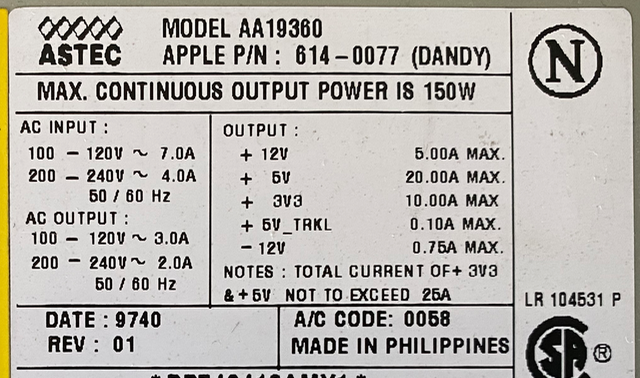 ASTEC
MODEL AA19360
APPLE P/N : 614-0077 (DANDY)
N
MAX. CONTINUOUS OUTPUT POWER IS 150W
AC INPUT :
100 - 120V ~ 7.0A
200 - 240V ~ 4.0A
50 / 60 Hz
AC OUTPUT :
100 - 120V ~ 3.0A
200 - 240V ~ 2.0A
50 / 60 Hz
OUTPUT :
+ 12V 5.00A MAX.
+ 5V 20.00A MAX.
+ 3V3 10.00A MAX.
+ 5V_TRKL 0.10A MAX.
- 12V 0.75A MAX.
NOTES : TOTAL CURRENT OF+ 3V3
& +5V NOT TO EXCEED 25A
LR 104531 P
DATE : 9740
REV : 01
A/C CODE: 0058
MADE IN PHILIPPINES
SA ®